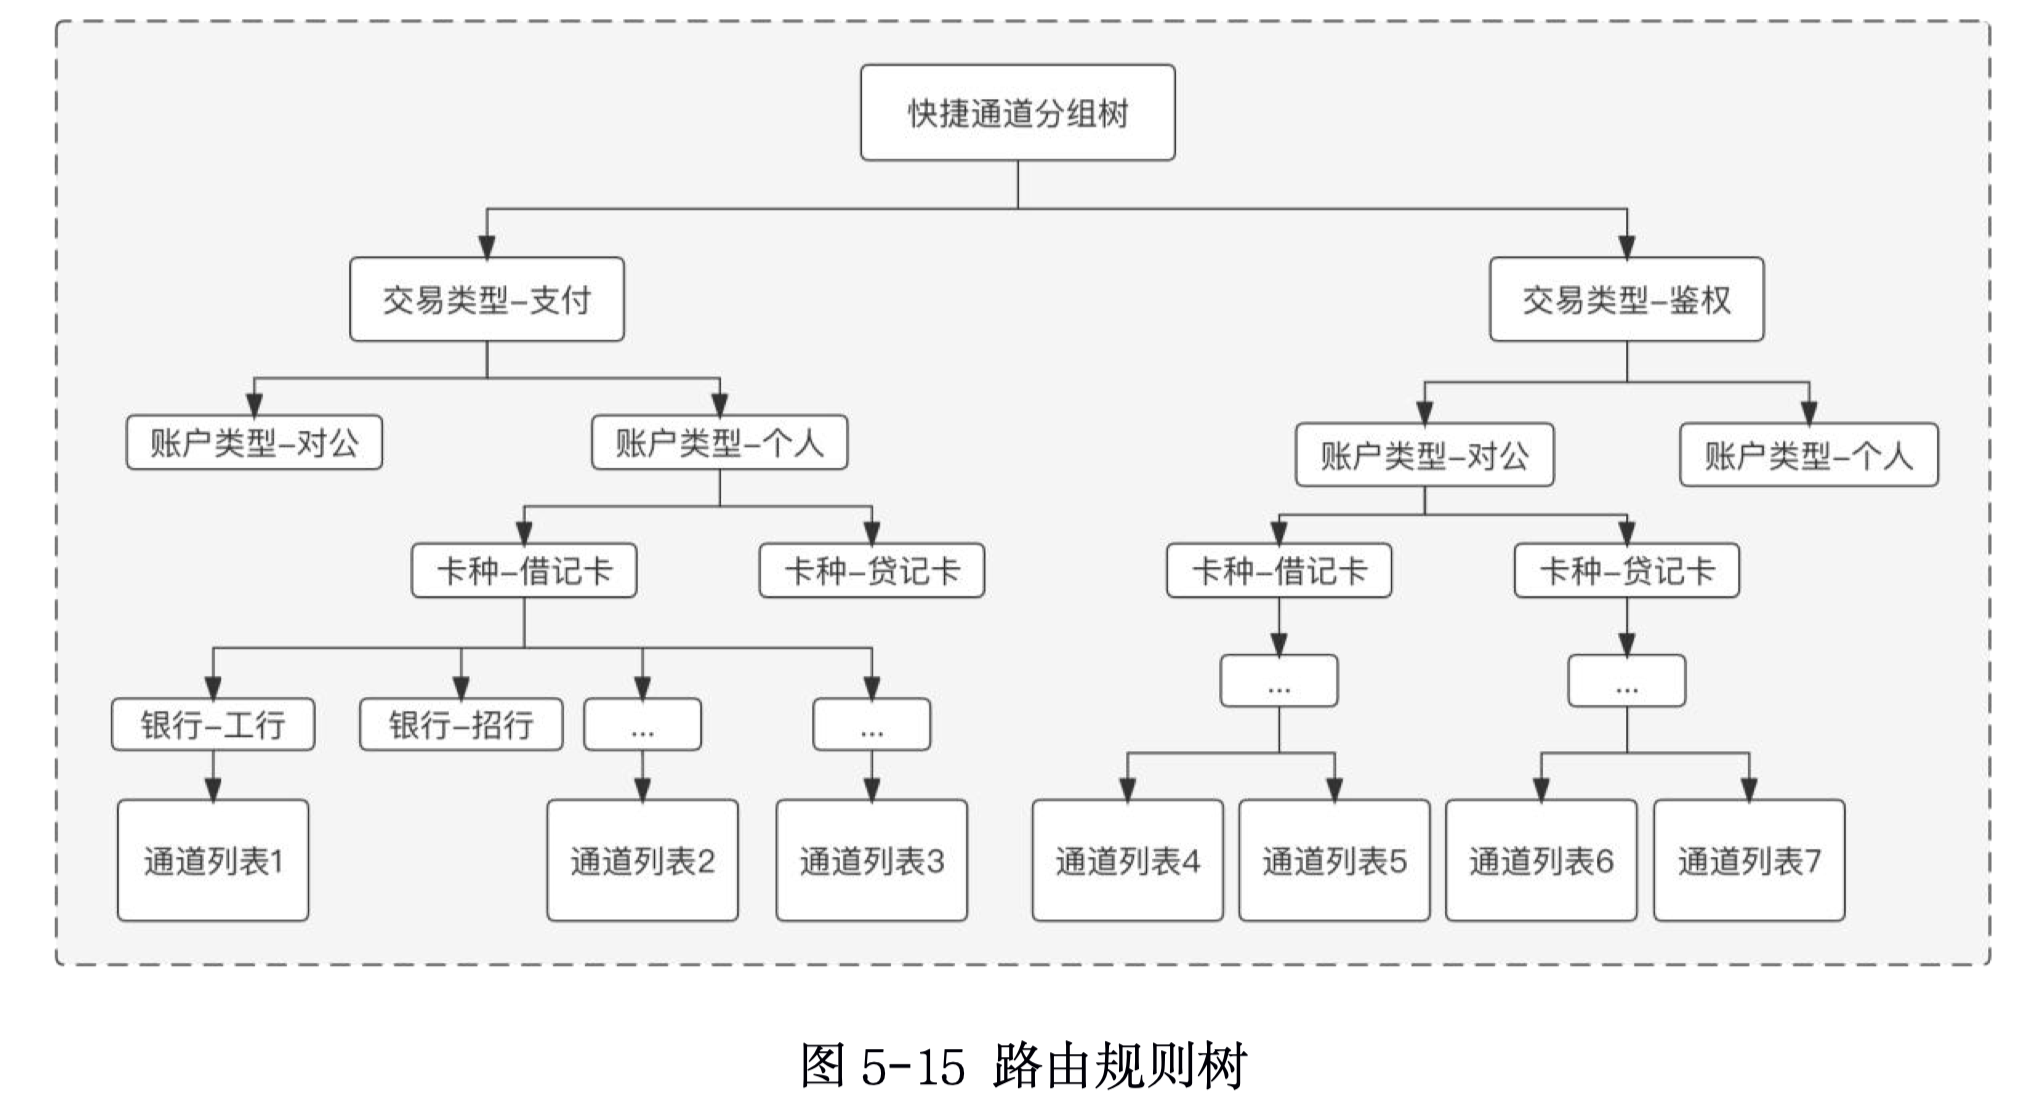 快捷通道分组树
交易类型-支付
交易类型-鉴权
账户类型-对公
账户类型-个人
账户类型-对公
账户类型-个人
卡种-借记卡
卡种-贷记卡
卡种-借记卡
卡种-贷记卡
...
...
银行-工行
银行-招行
...
...
通道列表1
通道列表2
通道列表3
通道列表4
通道列表5
通道列表6
通道列表7
图 5-15 路由规则树